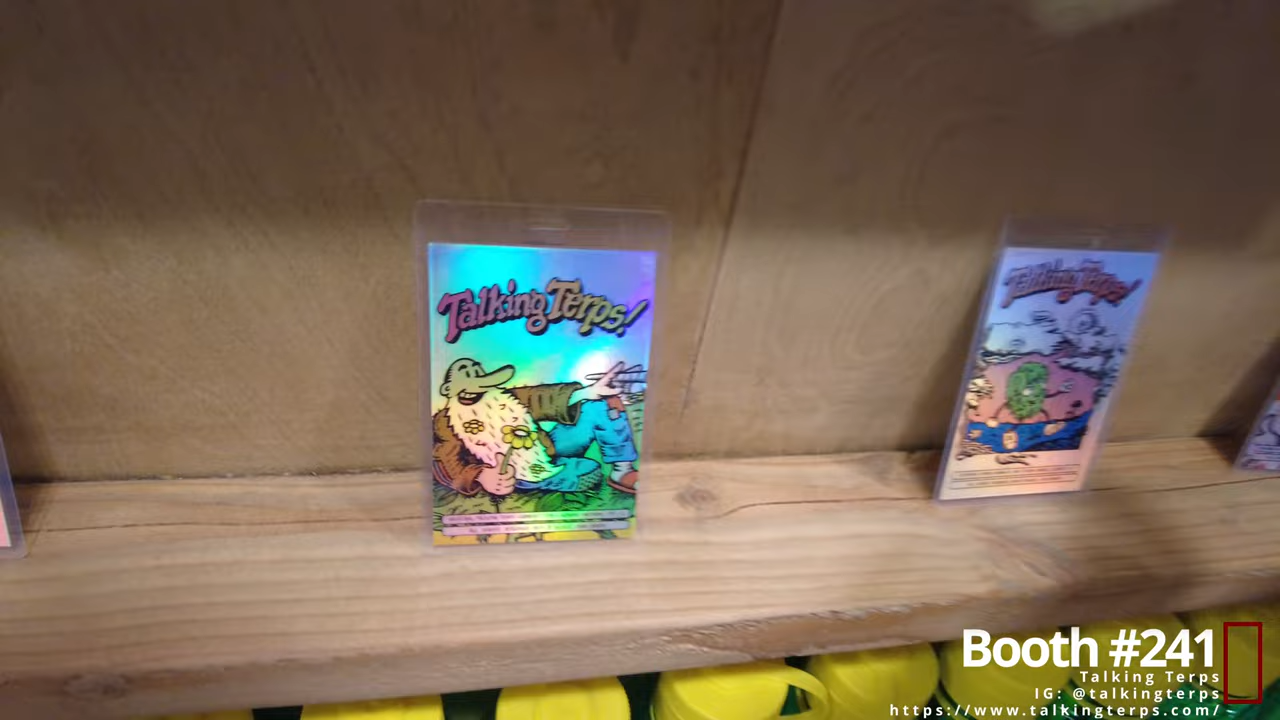 Talking Terps!
Talking Terps!
Booth #241
Talking Terps
IG: @talkingterps
https://www.talkingterps.com/